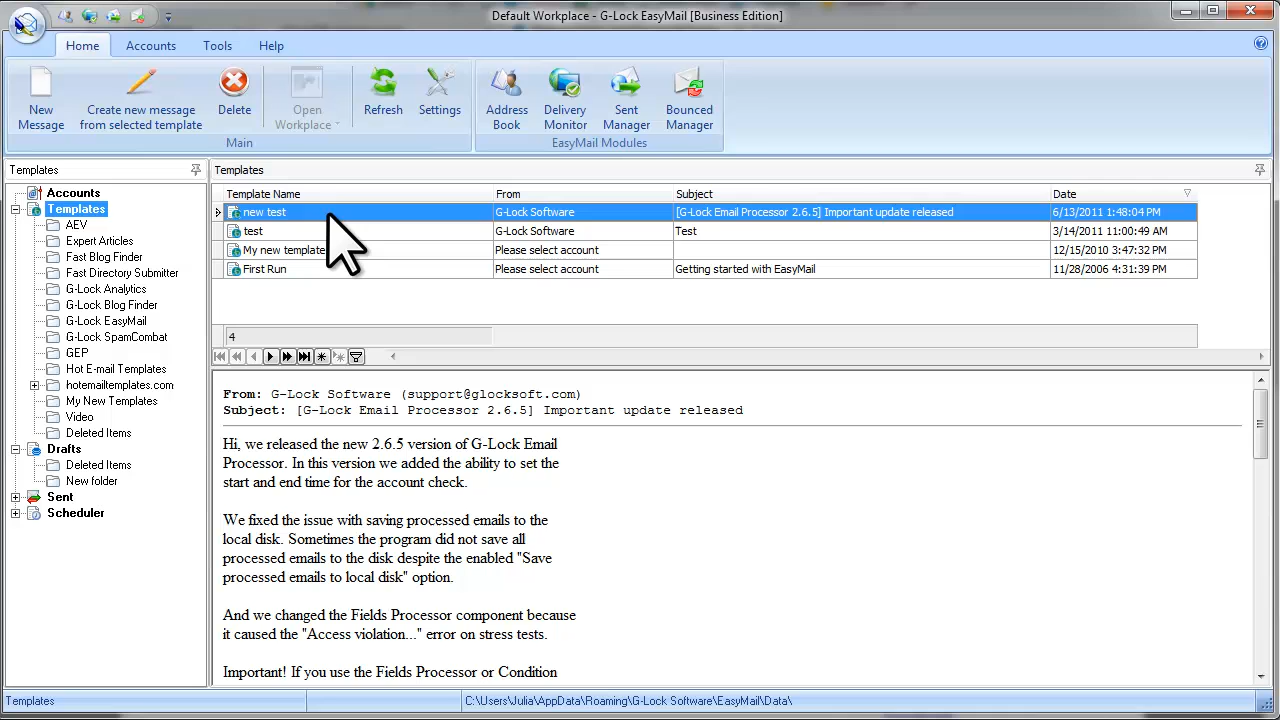 Default Workplace - G-Lock EasyMail [Business Edition]
Home Accounts Tools Help
New Message
Create new message from selected template
Delete
Open Workplace
Refresh
Settings
Main
Address Book
Delivery Monitor
Sent Manager
Bounced Manager
EasyMail Modules
Templates
Accounts
Templates
AEV
Expert Articles
Fast Blog Finder
Fast Directory Submitter
G-Lock Analytics
G-Lock Blog Finder
G-Lock EasyMail
G-Lock SpamCombat
GEP
Hot E-mail Templates
hotemailtemplates.com
My New Templates
Video
Deleted Items
Drafts
Deleted Items
New folder
Sent
Scheduler
Templates
Template Name From Subject Date
new test G-Lock Software [G-Lock Email Processor 2.6.5] Important update released 6/13/2011 1:48:04 PM
test G-Lock Software Test 3/14/2011 11:00:49 AM
My new template Please select account 12/15/2010 3:47:32 PM
First Run Please select account Getting started with EasyMail 11/28/2006 4:31:39 PM
4
From: G-Lock Software (support@glocksoft.com)
Subject: [G-Lock Email Processor 2.6.5] Important update released
Hi, we released the new 2.6.5 version of G-Lock Email
Processor. In this version we added the ability to set the
start and end time for the account check.
We fixed the issue with saving processed emails to the
local disk. Sometimes the program did not save all
processed emails to the disk despite the enabled "Save
processed emails to local disk" option.
And we changed the Fields Processor component because
it caused the "Access violation..." error on stress tests.
Important! If you use the Fields Processor or Condition
Templates
C:\Users\Julia\AppData\Roaming\G-Lock Software\EasyMail\Data\